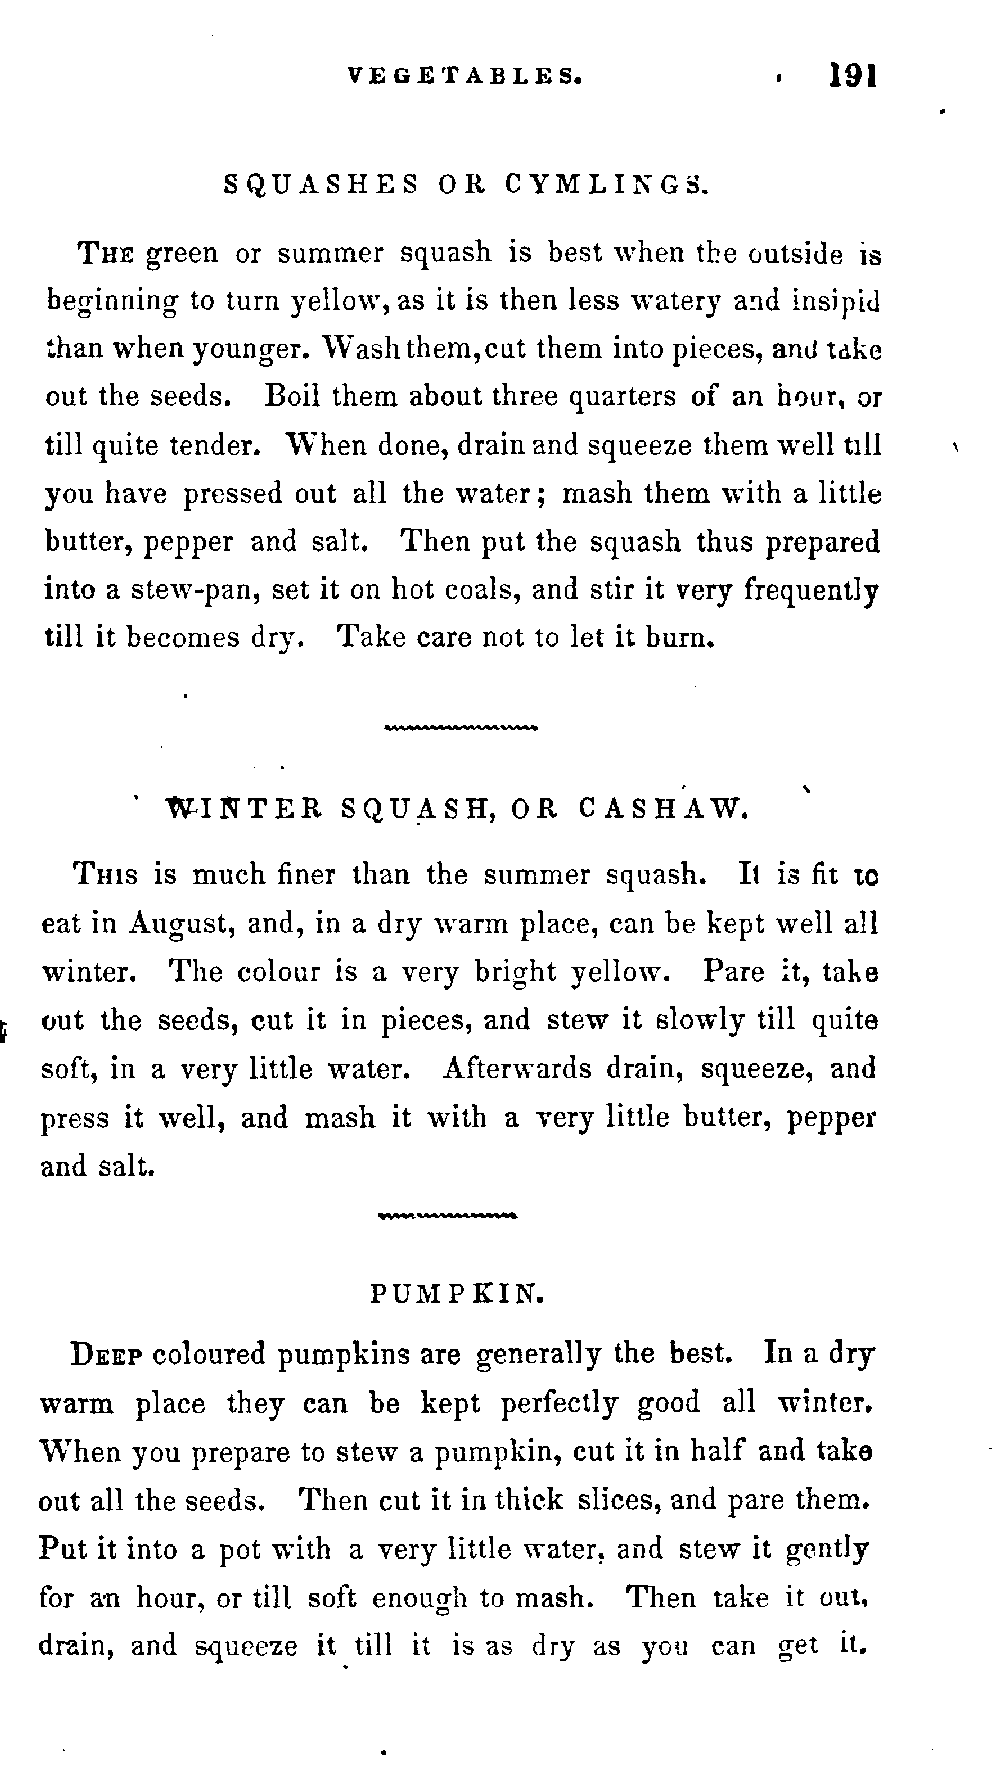 VEGETABLES. 191
SQUASHES OR CYMLINGS.
THE green or summer squash is best when the outside is
beginning to turn yellow, as it is then less watery and insipid
than when younger. Wash them, cut them into pieces, and take
out the seeds. Boil them about three quarters of an hour, or
till quite tender. When done, drain and squeeze them well till
you have pressed out all the water; mash them with a little
butter, pepper and salt. Then put the squash thus prepared
into a stew-pan, set it on hot coals, and stir it very frequently
till it becomes dry. Take care not to let it burn.
WINTER SQUASH, OR CASHAW.
THIS is much finer than the summer squash. It is fit to
eat in August, and, in a dry warm place, can be kept well all
winter. The colour is a very bright yellow. Pare it, take
out the seeds, cut it in pieces, and stew it slowly till quite
soft, in a very little water. Afterwards drain, squeeze, and
press it well, and mash it with a very little butter, pepper
and salt.
PUMPKIN.
DEEP coloured pumpkins are generally the best. In a dry
warm place they can be kept perfectly good all winter.
When you prepare to stew a pumpkin, cut it in half and take
out all the seeds. Then cut it in thick slices, and pare them.
Put it into a pot with a very little water, and stew it gently
for an hour, or till soft enough to mash. Then take it out,
drain, and squeeze it till it is as dry as you can get it.